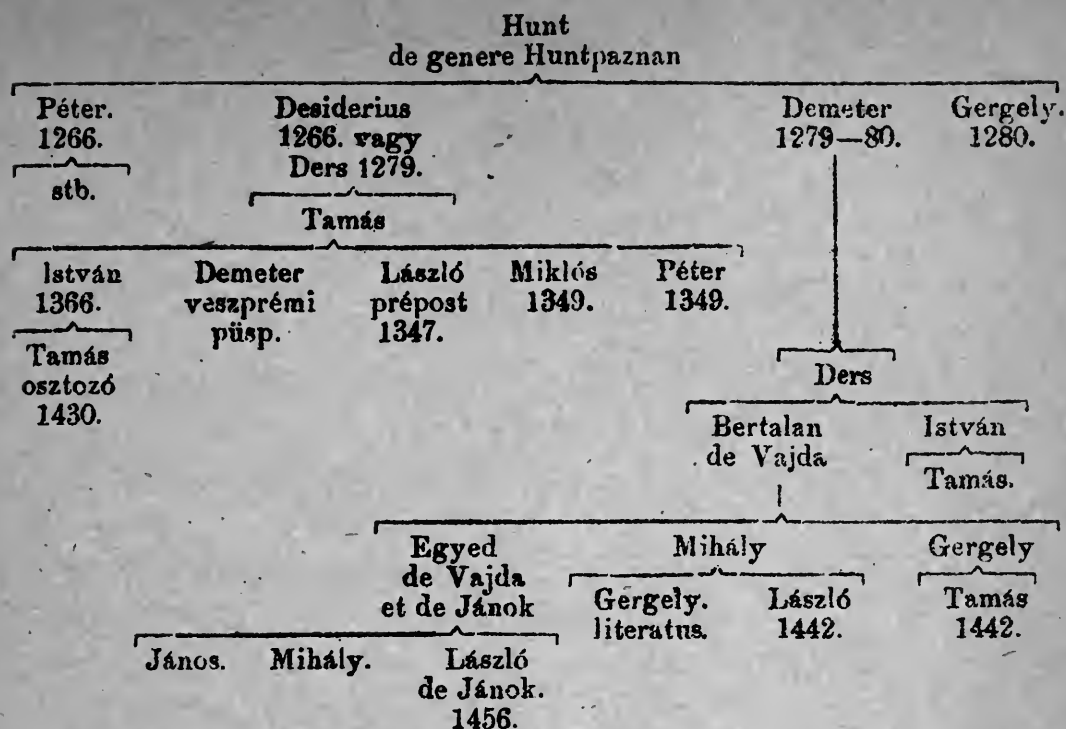 Hunt
de genere Huntpaznan
Péter. Desiderius Demeter Gergely.
1266. 1266. vagy 1279—80. 1280.
stb. Ders 1279.
Tamás
István Demeter László Miklós Péter
1366. veszprémi prépost 1349. 1349.
Tamás püsp. 1347.
osztozó
1430.
Ders
Bertalan István
de Vajda Tamás.
Egyed Mihály Gergely
de Vajda Gergely. László Tamás
et de Jánok literatus. 1442. 1442.
János. Mihály. László
de Jánok.
1456.